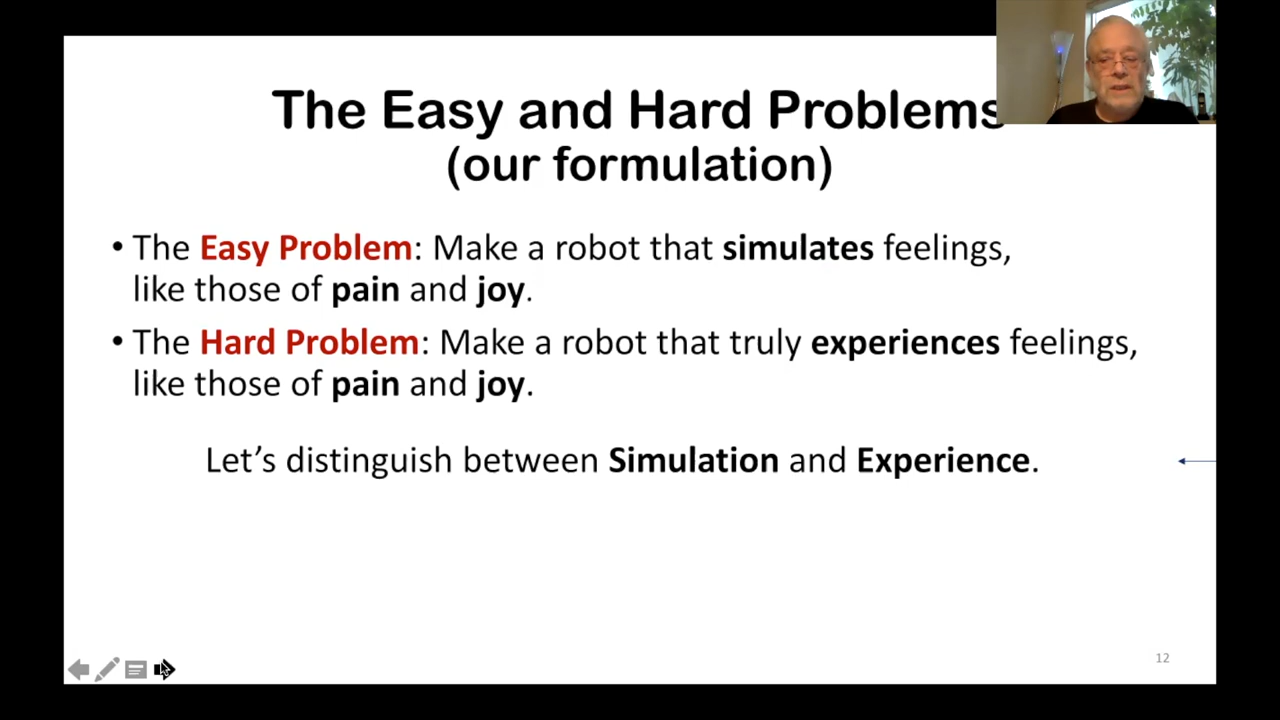 The Easy and Hard Problems
(our formulation)
• The Easy Problem: Make a robot that simulates feelings,
like those of pain and joy.
• The Hard Problem: Make a robot that truly experiences feelings,
like those of pain and joy.
Let's distinguish between Simulation and Experience.
12